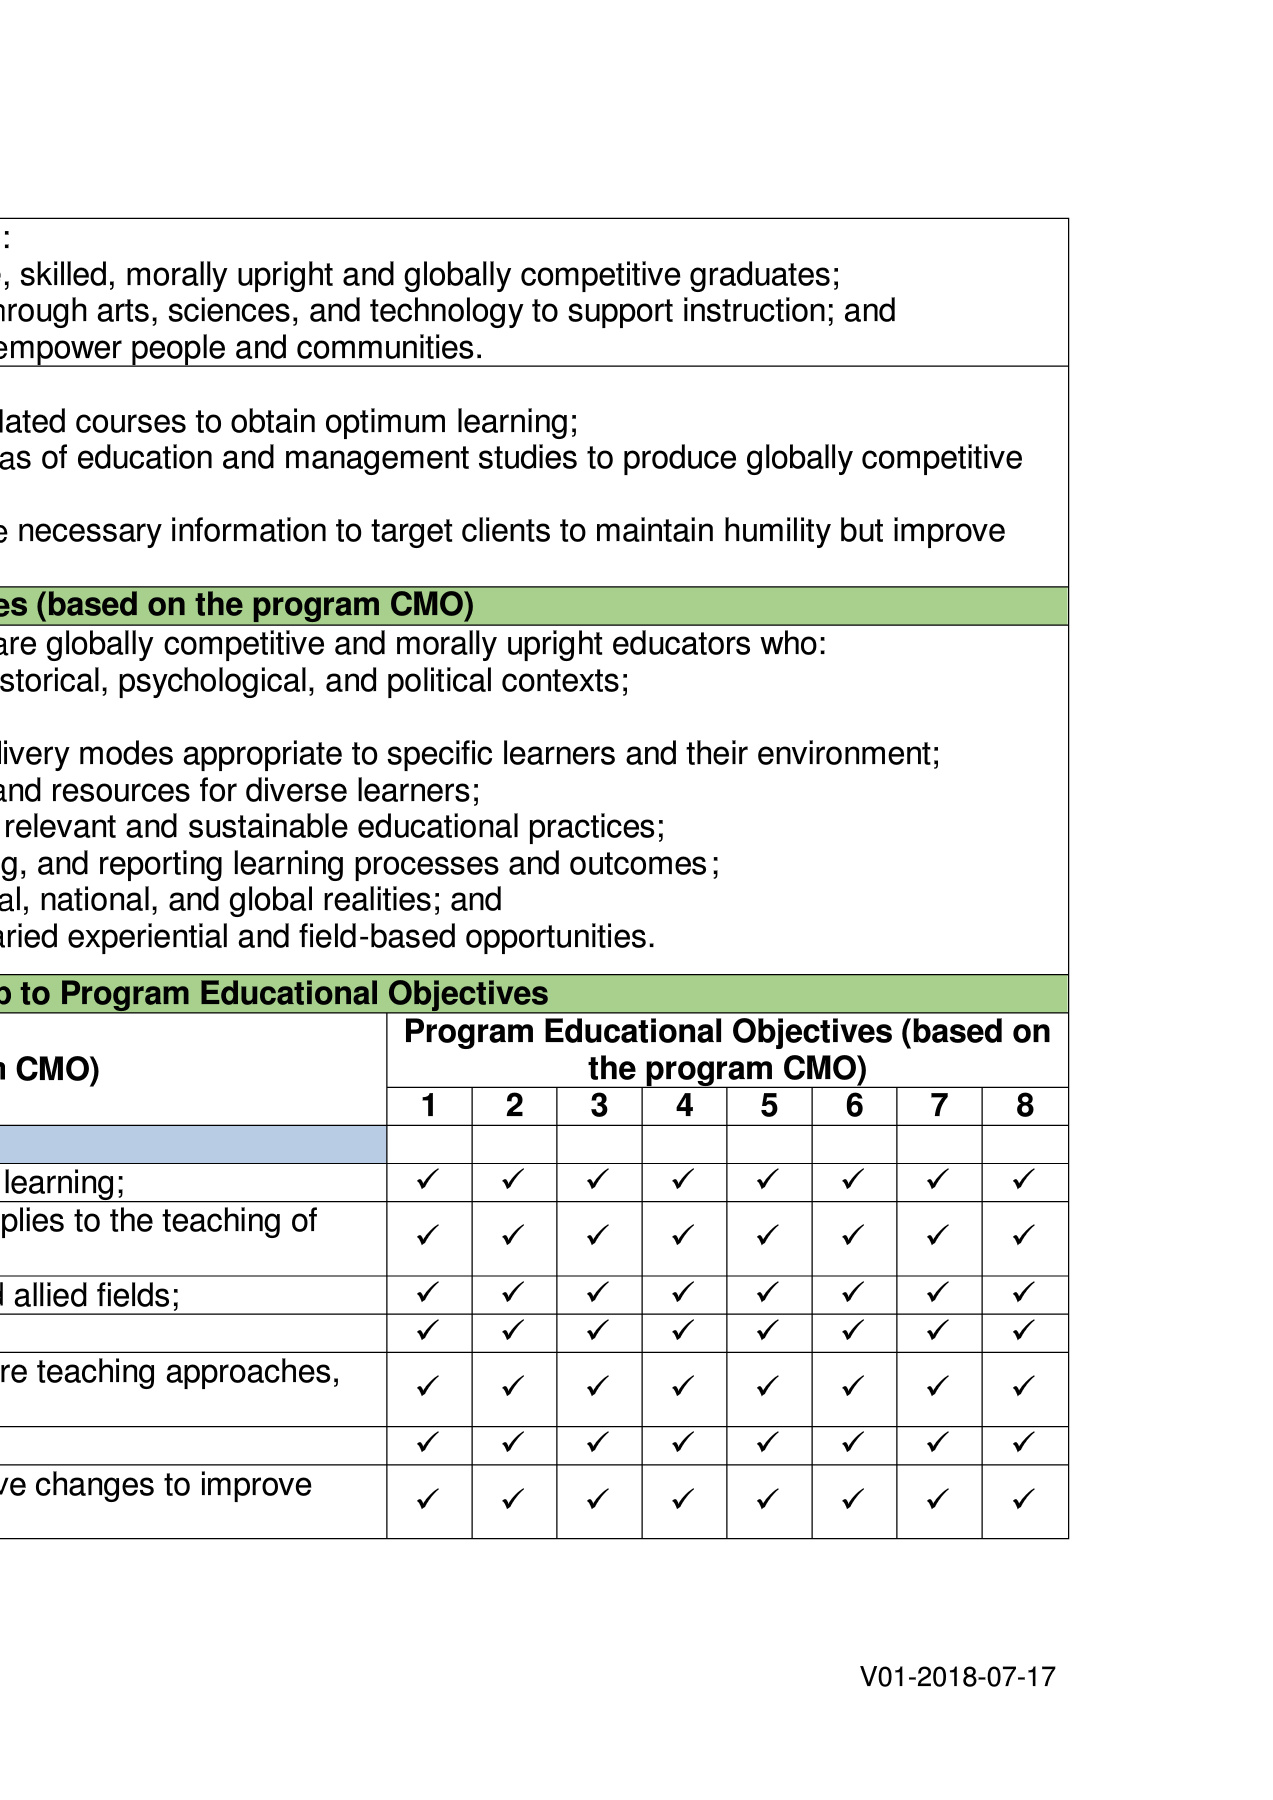 :
, skilled, morally upright and globally competitive graduates;
hrough arts, sciences, and technology to support instruction; and
empower people and communities.
lated courses to obtain optimum learning;
as of education and management studies to produce globally competitive
e necessary information to target clients to maintain humility but improve
es (based on the program CMO)
are globally competitive and morally upright educators who:
storical, psychological, and political contexts;
livery modes appropriate to specific learners and their environment;
and resources for diverse learners;
relevant and sustainable educational practices;
g, and reporting learning processes and outcomes;
al, national, and global realities; and
aried experiential and field-based opportunities.
p to Program Educational Objectives
Program Educational Objectives (based on
the program CMO)
m CMO)
1 2 3 4 5 6 7 8
learning; ✓ ✓ ✓ ✓ ✓ ✓ ✓ ✓
plies to the teaching of
✓ ✓ ✓ ✓ ✓ ✓ ✓ ✓
d allied fields; ✓ ✓ ✓ ✓ ✓ ✓ ✓ ✓
✓ ✓ ✓ ✓ ✓ ✓ ✓ ✓
re teaching approaches,
✓ ✓ ✓ ✓ ✓ ✓ ✓ ✓
✓ ✓ ✓ ✓ ✓ ✓ ✓ ✓
ve changes to improve
✓ ✓ ✓ ✓ ✓ ✓ ✓ ✓
V01-2018-07-17